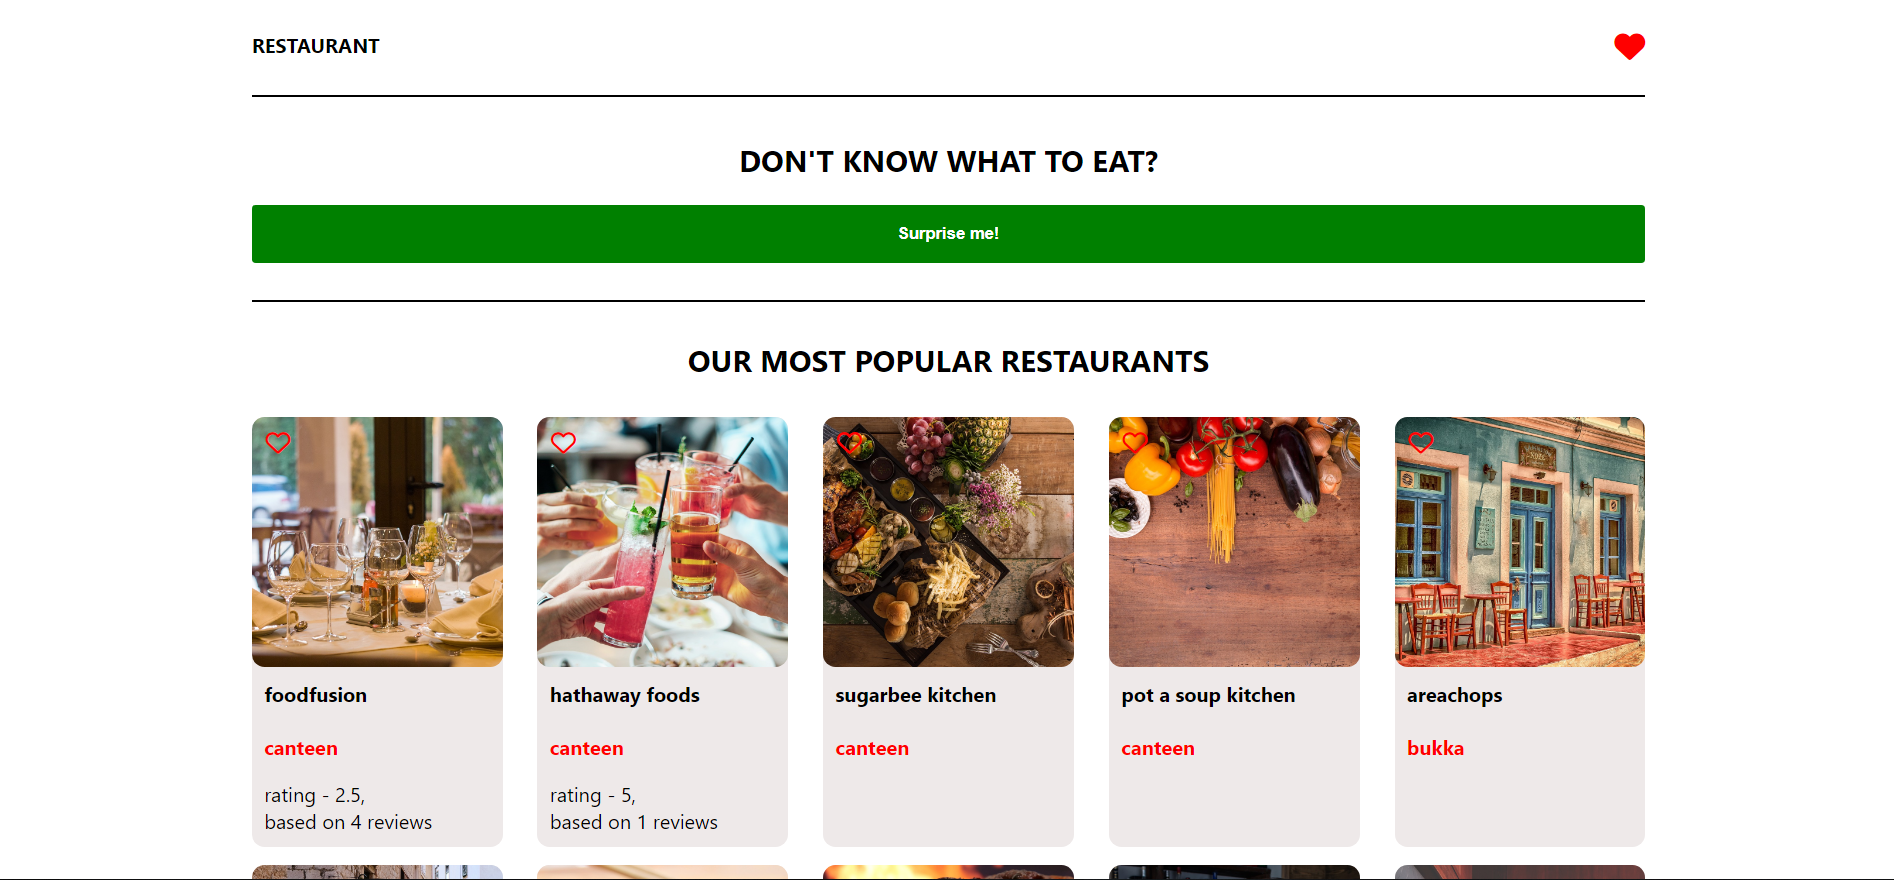 RESTAURANT
DON'T KNOW WHAT TO EAT?
Surprise me!
OUR MOST POPULAR RESTAURANTS
foodfusion
canteen
rating - 2.5,
based on 4 reviews
hathaway foods
canteen
rating - 5,
based on 1 reviews
sugarbee kitchen
canteen
pot a soup kitchen
canteen
areachops
bukka